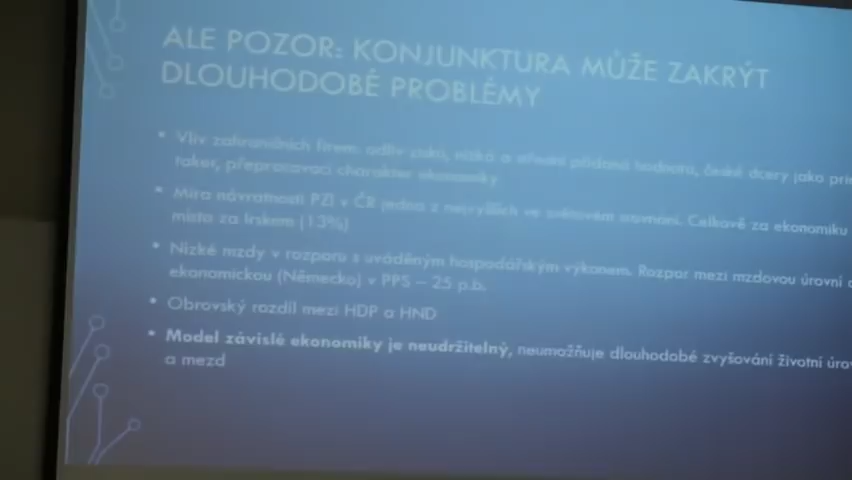 ALE POZOR: KONJUNKTURA MŮŽE ZAKRÝT
DLOUHODOBÉ PROBLÉMY
• Vliv zahraničních firem: odliv zisků, nízká a střední přidaná hodnota, české dcery jako
taker, přepracovací charakter ekonomiky
• Míra návratnosti PZI v ČR jedna z nejvyšších ve světovém srovnání. Celkově za ekonomiku
místo za Irskem (13%)
• Nízké mzdy v rozporu s uváděným hospodářským výkonem. Rozpor mezi mzdovou úrovní
ekonomickou (Německo) v PPS – 25 p.b.
• Obrovský rozdíl mezi HDP a HND
• Model závislé ekonomiky je neudržitelný, neumožňuje dlouhodobé zvyšování životní
a mezd